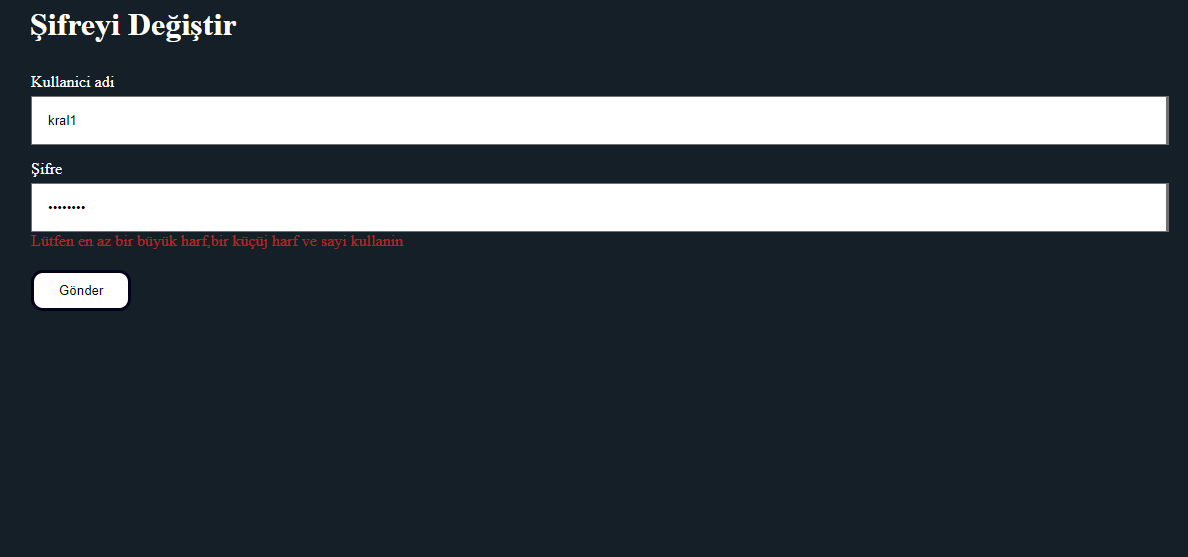 Şifreyi Değiştir
Kullanici adi
kral1
Şifre
••••••••
Lütfen en az bir büyük harf,bir küçüj harf ve sayi kullanin
Gönder